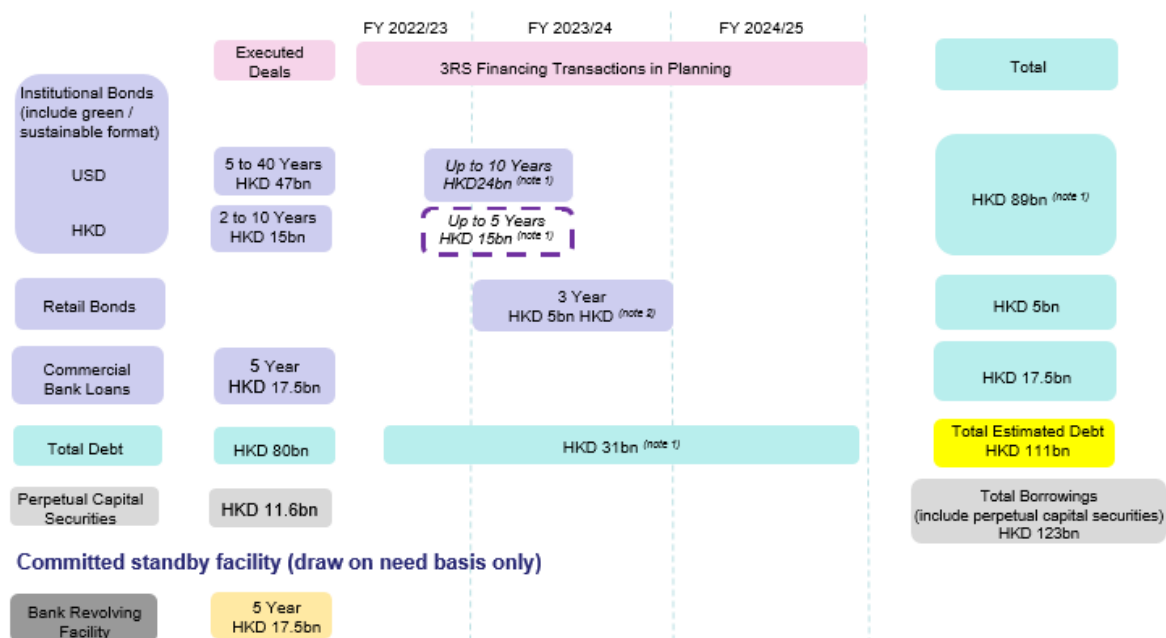 FY 2022/23
FY 2023/24
FY 2024/25
Executed
Deals
3RS Financing Transactions in Planning
Total
Institutional Bonds
(include green /
sustainable format)
USD
5 to 40 Years
HKD 47bn
Up to 10 Years
HKD24bn (note 1)
HKD 89bn (note 1)
HKD
2 to 10 Years
HKD 15bn
Up to 5 Years
HKD 15bn (note 1)
Retail Bonds
3 Year
HKD 5bn HKD (note 2)
HKD 5bn
Commercial
Bank Loans
5 Year
HKD 17.5bn
HKD 17.5bn
Total Debt
HKD 80bn
HKD 31bn (note 1)
Total Estimated Debt
HKD 111bn
Perpetual Capital
Securities
HKD 11.6bn
Total Borrowings
(include perpetual capital securities)
HKD 123bn
Committed standby facility (draw on need basis only)
Bank Revolving
Facility
5 Year
HKD 17.5bn